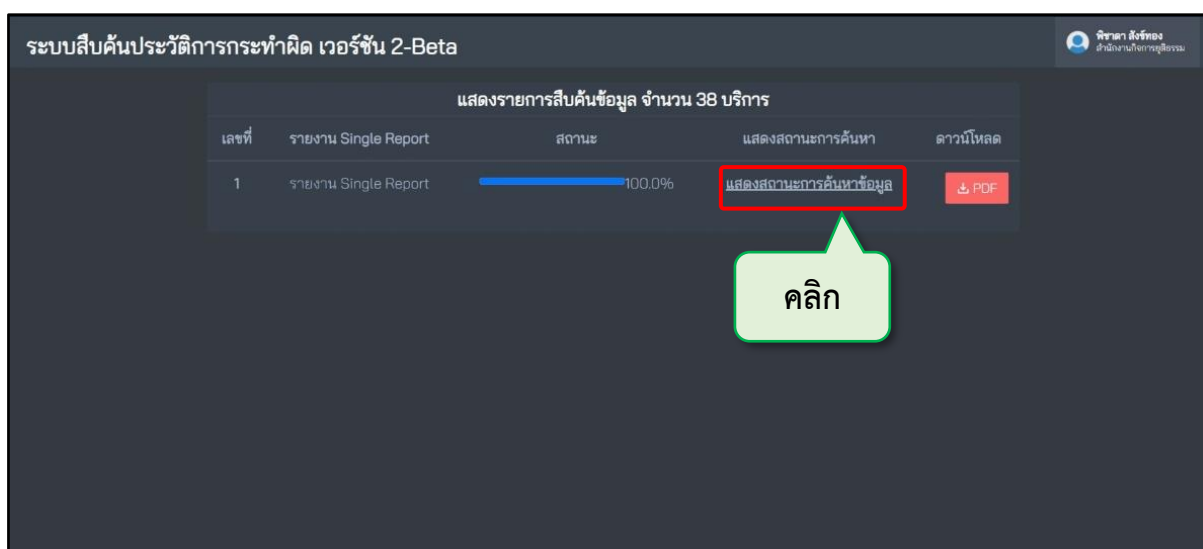 ระบบสืบค้นประวัติการกระทำผิด เวอร์ชัน 2-Beta
พิชาดา สังข์ทอง
สำนักงานกิจการยุติธรรม
แสดงรายการสืบค้นข้อมูล จำนวน 38 บริการ
เลขที่ รายงาน Single Report สถานะ แสดงสถานะการค้นหา ดาวน์โหลด
1 รายงาน Single Report 100.0% แสดงสถานะการค้นหาข้อมูล PDF
คลิก